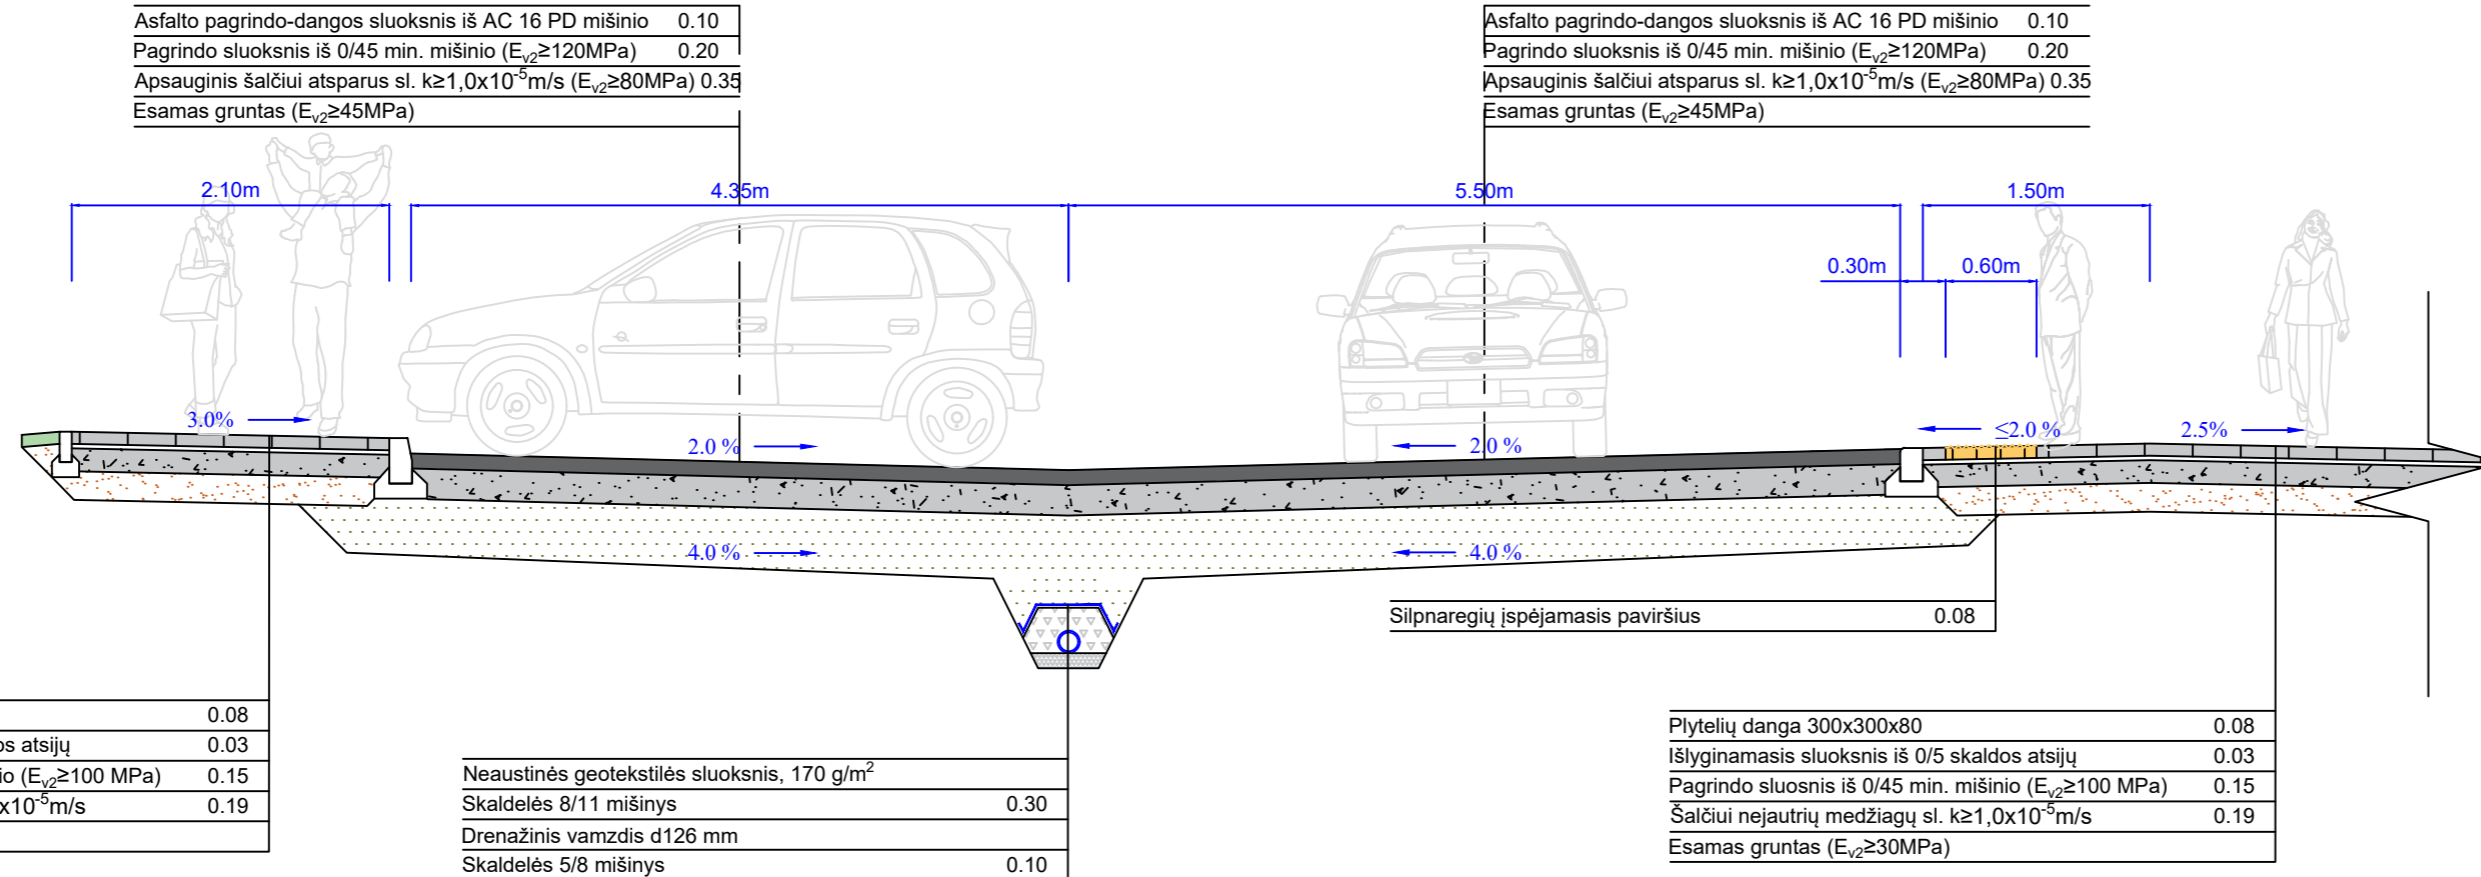 Asfalto pagrindo-dangos sluoksnis iš AC 16 PD mišinio 0.10
Pagrindo sluoksnis iš 0/45 min. mišinio (Ev2≥120MPa) 0.20
Apsauginis šalčiui atsparus sl. k≥1,0x10⁻⁵m/s (Ev2≥80MPa) 0.35
Esamas gruntas (Ev2≥45MPa)
Asfalto pagrindo-dangos sluoksnis iš AC 16 PD mišinio 0.10
Pagrindo sluoksnis iš 0/45 min. mišinio (Ev2≥120MPa) 0.20
Apsauginis šalčiui atsparus sl. k≥1,0x10⁻⁵m/s (Ev2≥80MPa) 0.35
Esamas gruntas (Ev2≥45MPa)
2.10m 4.35m 5.50m 1.50m
0.30m 0.60m
3.0% 2.0 % 2.0 % ≤2.0 % 2.5%
4.0 % 4.0 %
Silpnaregių įspėjamasis paviršius 0.08
0.08
os atsijų 0.03
io (Ev2≥100 MPa) 0.15
x10⁻⁵m/s 0.19
Neaustinės geotekstilės sluoksnis, 170 g/m²
Skaldelės 8/11 mišinys 0.30
Drenažinis vamzdis d126 mm
Skaldelės 5/8 mišinys 0.10
Plytelių danga 300x300x80 0.08
Išlyginamasis sluoksnis iš 0/5 skaldos atsijų 0.03
Pagrindo sluosnis iš 0/45 min. mišinio (Ev2≥100 MPa) 0.15
Šalčiui nejautrių medžiagų sl. k≥1,0x10⁻⁵m/s 0.19
Esamas gruntas (Ev2≥30MPa)